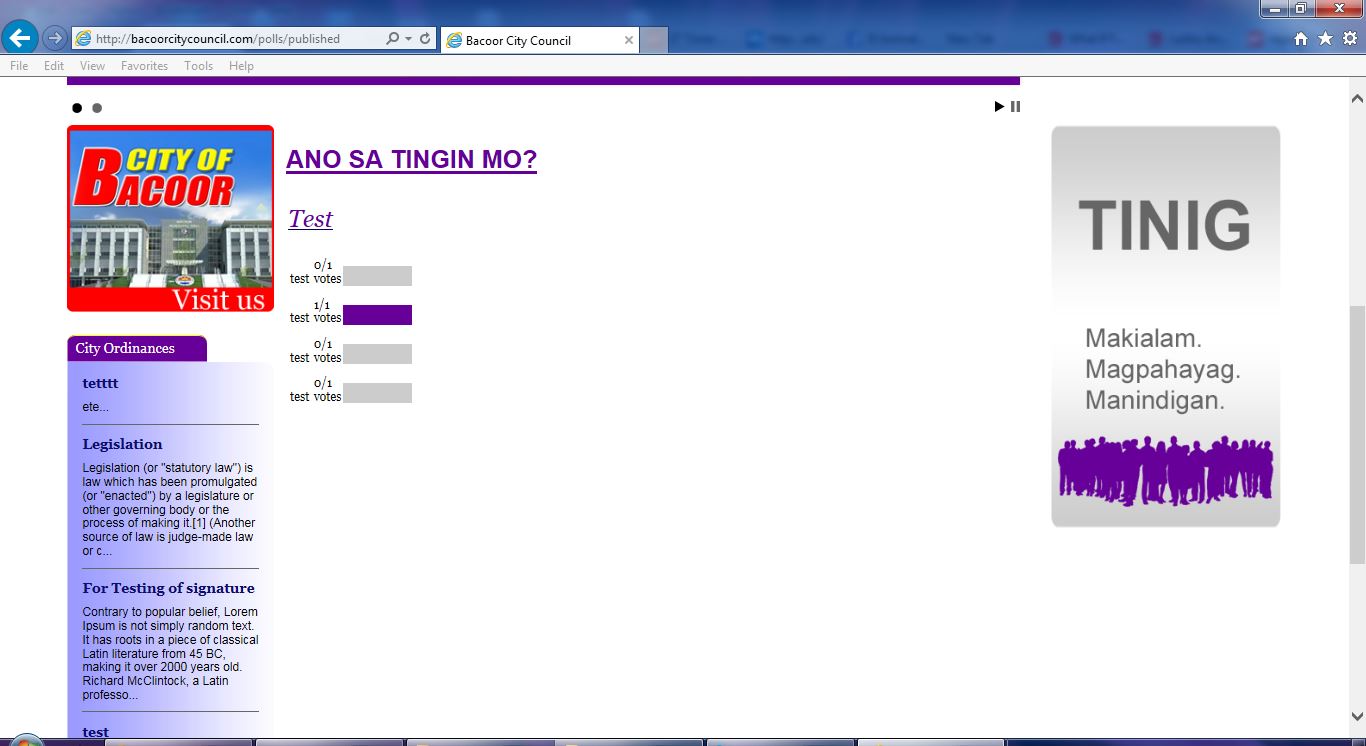 http://bacoorcitycouncil.com/polls/published
Bacoor City Council
File Edit View Favorites Tools Help
CITY OF
BACOOR
Visit us
City Ordinances
tetttt
ete...
Legislation
Legislation (or "statutory law") is
law which has been promulgated
(or "enacted") by a legislature or
other governing body or the
process of making it.[1] (Another
source of law is judge-made law
or c...
For Testing of signature
Contrary to popular belief, Lorem
Ipsum is not simply random text.
It has roots in a piece of classical
Latin literature from 45 BC,
making it over 2000 years old.
Richard McClintock, a Latin
professo...
test
ANO SA TINGIN MO?
Test
0/1
test votes
1/1
test votes
0/1
test votes
0/1
test votes
TINIG
Makialam.
Magpahayag.
Manindigan.